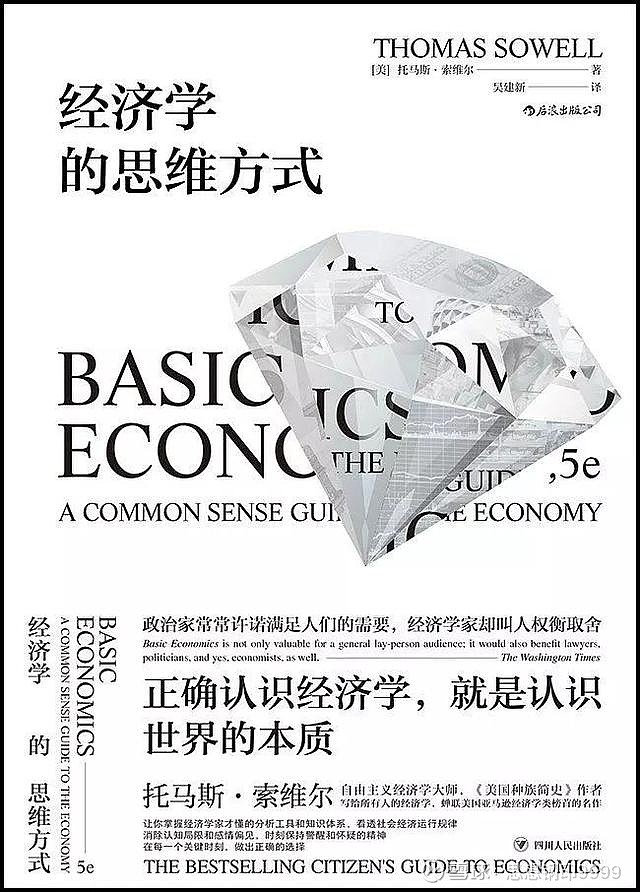 THOMAS SOWELL
[美] 托马斯·索维尔 著
吴建新 译
后浪出版公司
经济学
的思维方式
TO
BASIC
ECONO
ICS
THE
GUID
,5e
A COMMON SENSE GUI
E ECONOMY
政治家常常许诺满足人们的需要，经济学家却叫人权衡取舍
Basic Economics is not only valuable for a general lay-person audience; it would also benefit lawyers,
politicians, and yes, economists, as well. The Washington Times
正确认识经济学，就是认识
世界的本质
托马斯·索维尔
自由主义经济学大师，《美国种族简史》作者
写给所有人的经济学，蝉联美国亚马逊经济学类榜首的名作
让你掌握经济学家才懂的分析工具和知识体系，看透社会经济运行规律
消除认知局限和感情偏见，时刻保持警醒和怀疑的精神
在每一个关键时刻，做出正确的选择
四川人民出版社
THE BESTSELLING CITIZEN'S GUIDE TO ECONOMICS
BASIC
ECONOMICS
A COMMON SENSE GUIDE TO THE ECONOMY
5e
经济学 的 思维方式